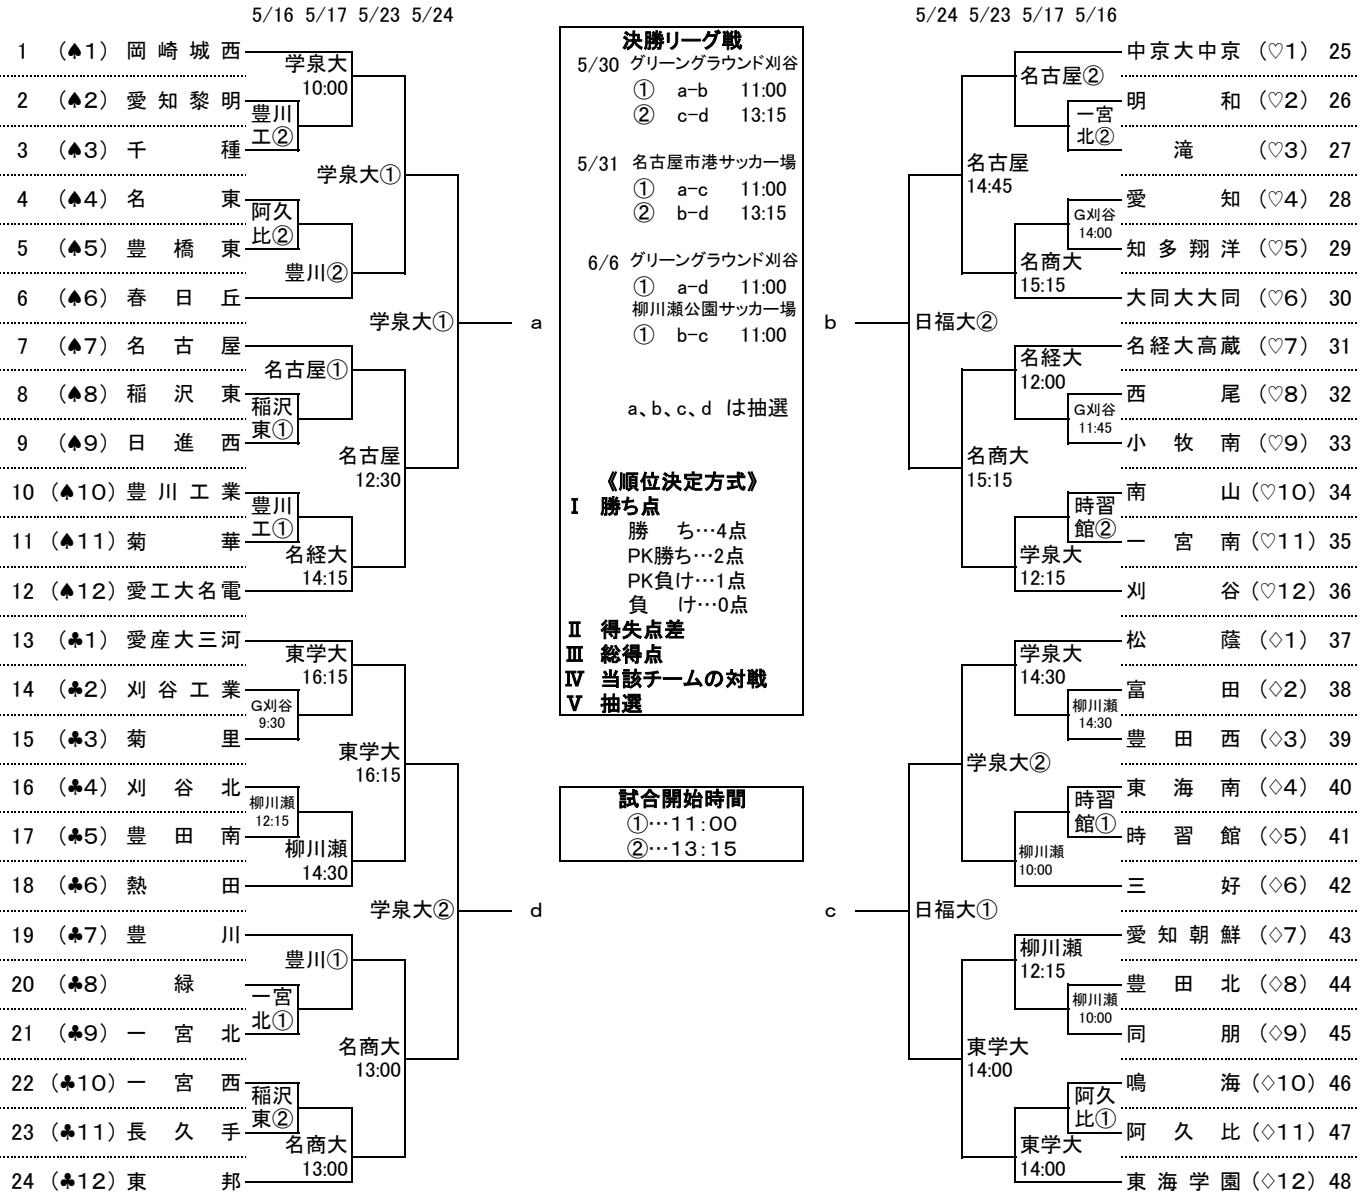 5/16 5/17 5/23 5/24
1 (♠1) 岡崎城西
2 (♠2) 愛知黎明
3 (♠3) 千種
4 (♠4) 名東
5 (♠5) 豊橋東
6 (♠6) 春日丘
7 (♠7) 名古屋
8 (♠8) 稲沢東
9 (♠9) 日進西
10 (♠10) 豊川工業
11 (♠11) 菊華
12 (♠12) 愛工大名電
13 (♣1) 愛産大三河
14 (♣2) 刈谷工業
15 (♣3) 菊里
16 (♣4) 刈谷北
17 (♣5) 豊田南
18 (♣6) 熱田
19 (♣7) 豊川
20 (♣8) 緑
21 (♣9) 一宮北
22 (♣10) 一宮西
23 (♣11) 長久手
24 (♣12) 東邦
豊川
工②
阿久
比②
稲沢
東①
豊川
工①
G刈谷
9:30
柳川瀬
12:15
一宮
北①
稲沢
東②
学泉大
10:00
豊川②
名古屋①
名経大
14:15
東学大
16:15
柳川瀬
14:30
豊川①
名商大
13:00
学泉大①
名古屋
12:30
東学大
16:15
名商大
13:00
学泉大①
学泉大②
a
d
決勝リーグ戦
5/30 グリーングラウンド刈谷
① a-b 11:00
② c-d 13:15
5/31 名古屋市港サッカー場
① a-c 11:00
② b-d 13:15
6/6 グリーングラウンド刈谷
① a-d 11:00
柳川瀬公園サッカー場
① b-c 11:00
a、b、c、d は抽選
《順位決定方式》
Ⅰ 勝ち点
勝 ち…4点
PK勝ち…2点
PK負け…1点
負 け…0点
Ⅱ 得失点差
Ⅲ 総得点
Ⅳ 当該チームの対戦
Ⅴ 抽選
試合開始時間
①…11:00
②…13:15
5/24 5/23 5/17 5/16
b
c
日福大②
日福大①
名古屋
14:45
名商大
15:15
学泉大②
東学大
14:00
名古屋②
名商大
15:15
名経大
12:00
学泉大
12:15
学泉大
14:30
柳川瀬
10:00
柳川瀬
12:15
東学大
14:00
一宮
北②
G刈谷
14:00
G刈谷
11:45
時習
館②
柳川瀬
14:30
時習
館①
柳川瀬
10:00
阿久
比①
中京大中京 (♡1) 25
明和 (♡2) 26
滝 (♡3) 27
愛知 (♡4) 28
知多翔洋 (♡5) 29
大同大大同 (♡6) 30
名経大高蔵 (♡7) 31
西尾 (♡8) 32
小牧南 (♡9) 33
南山 (♡10) 34
一宮南 (♡11) 35
刈谷 (♡12) 36
松蔭 (♢1) 37
富田 (♢2) 38
豊田西 (♢3) 39
東海南 (♢4) 40
時習館 (♢5) 41
三好 (♢6) 42
愛知朝鮮 (♢7) 43
豊田北 (♢8) 44
同朋 (♢9) 45
鳴海 (♢10) 46
阿久比 (♢11) 47
東海学園 (♢12) 48